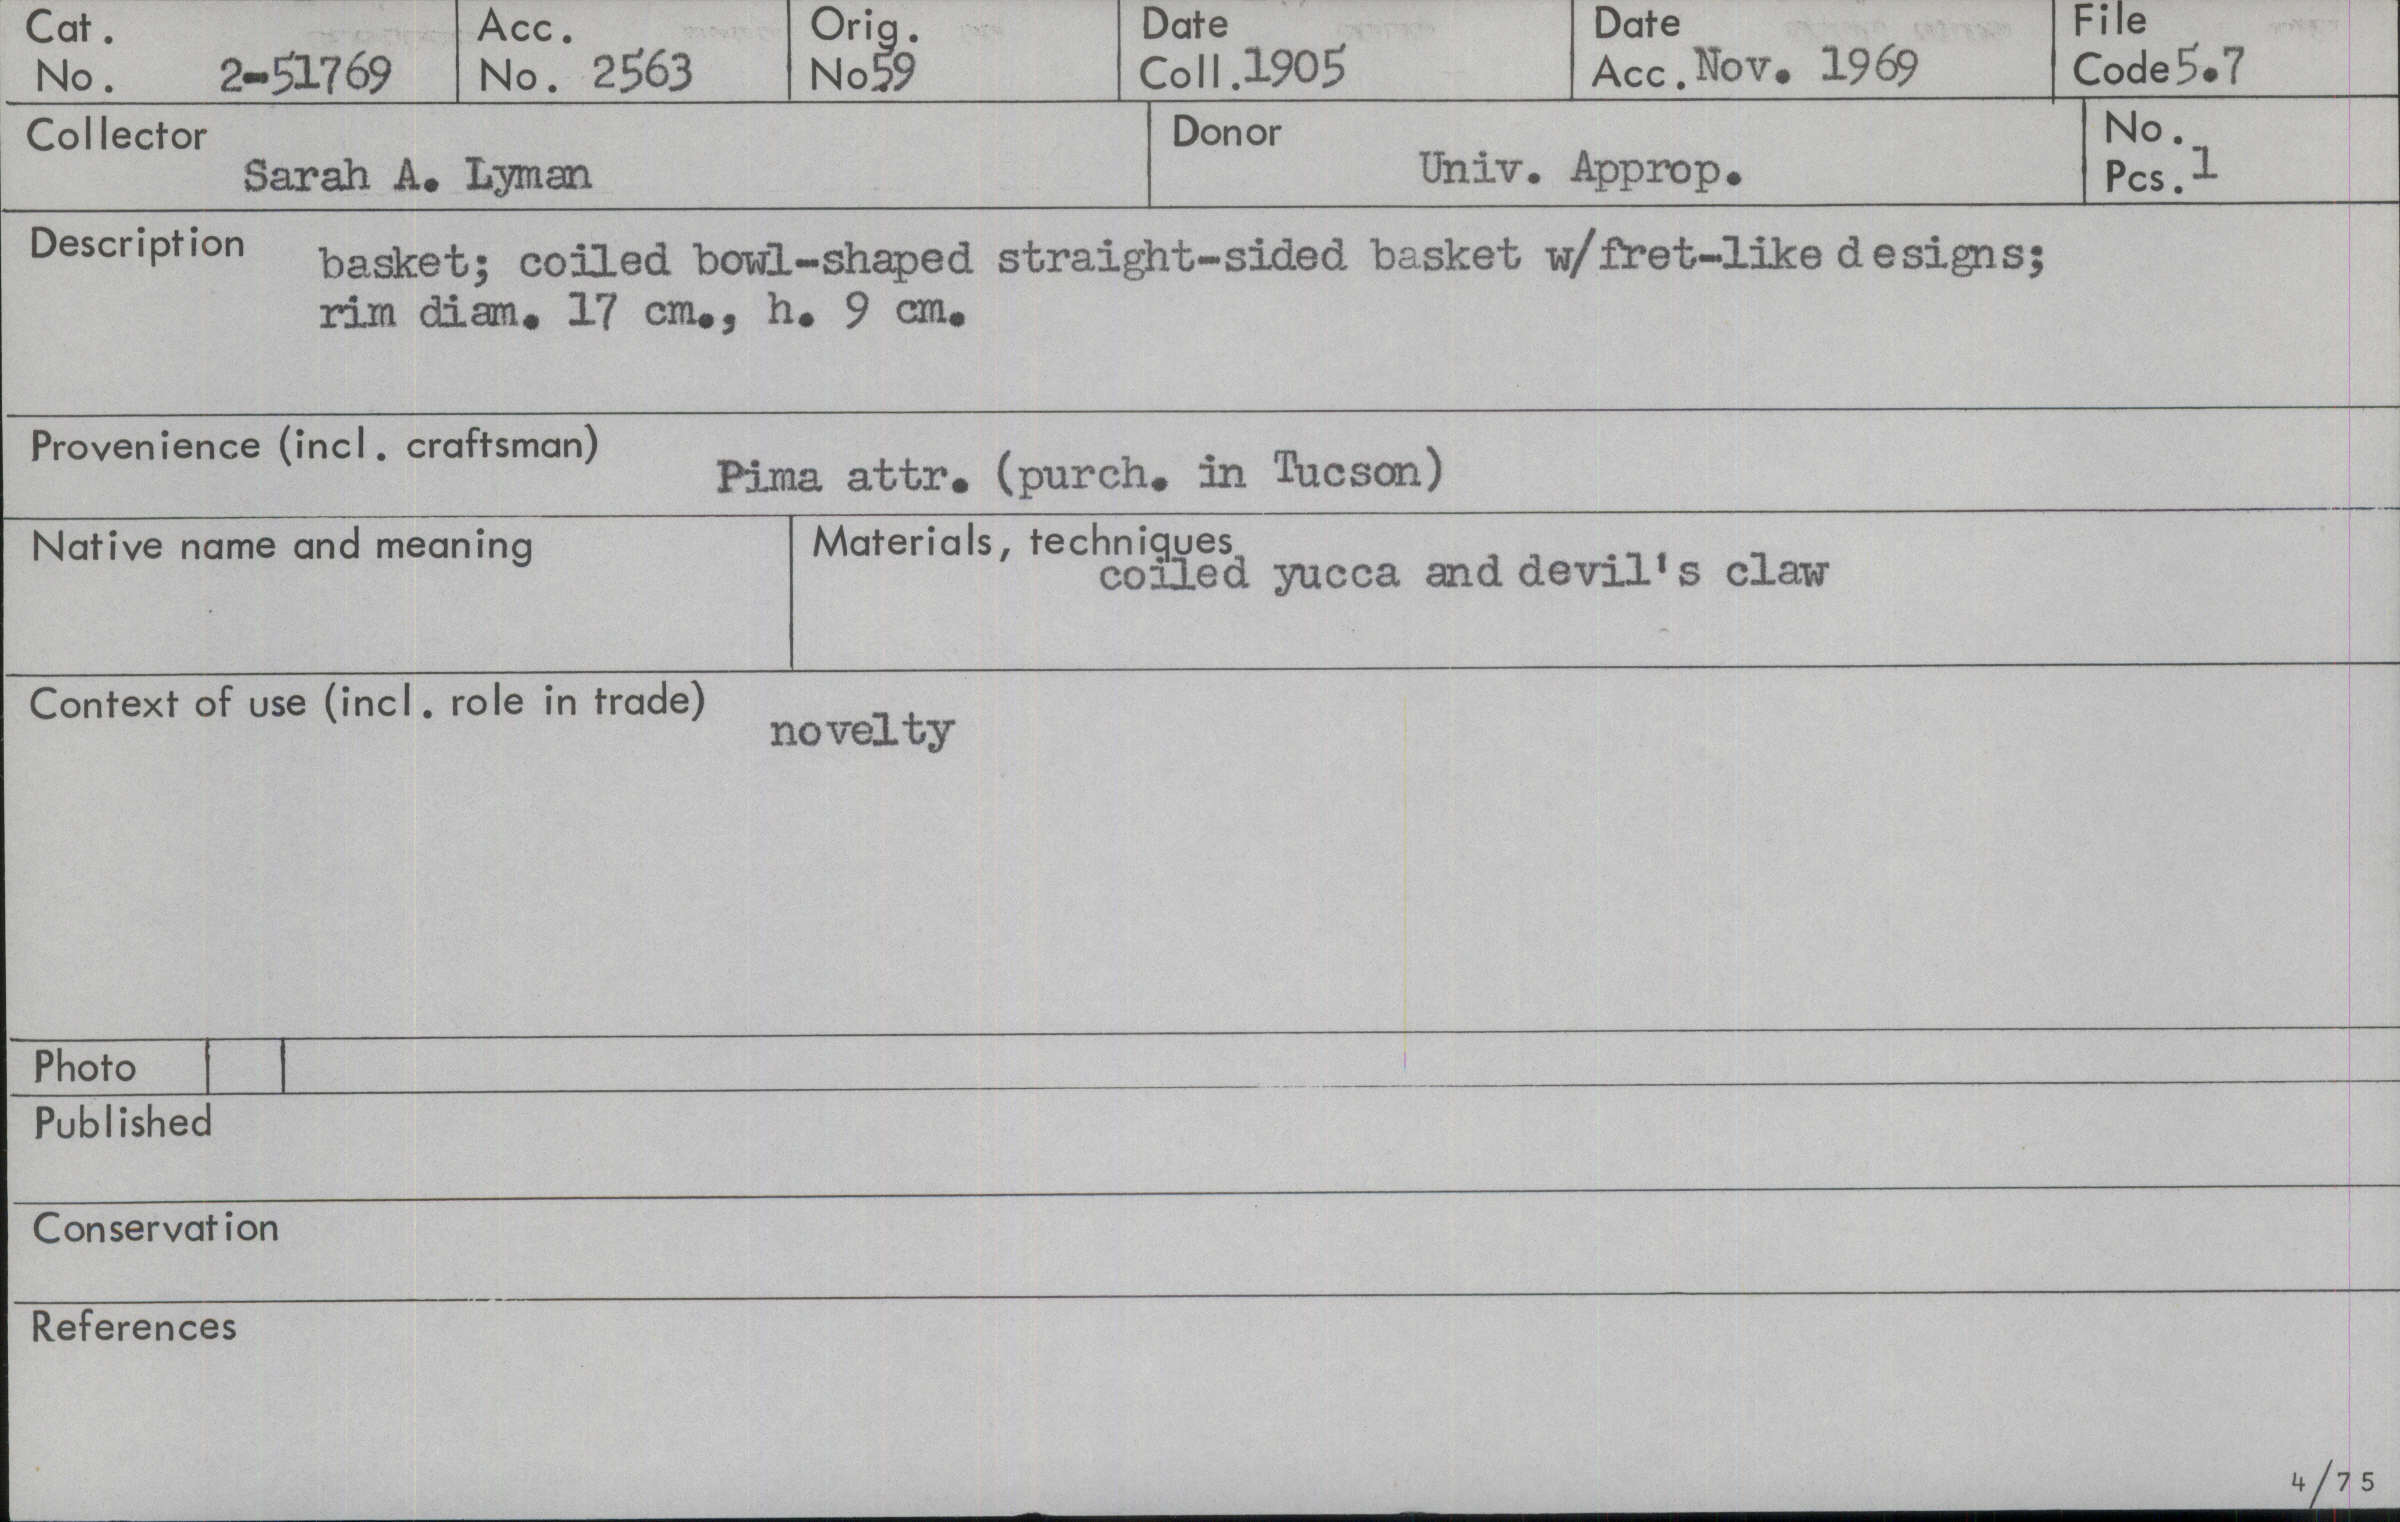 Cat. No. 2-51769
Acc. No. 2563
Orig. No. 59
Date Coll. 1905
Date Acc. Nov. 1969
File Code 5.7
Collector Sarah A. Lyman
Donor Univ. Approp.
No. Pcs. 1
Description basket; coiled bowl-shaped straight-sided basket w/fret-like designs;
rim diam. 17 cm., h. 9 cm.
Provenience (incl. craftsman) Pima attr. (purch. in Tucson)
Native name and meaning
Materials, techniques
coiled yucca and devil's claw
Context of use (incl. role in trade) novelty
Photo
Published
Conservation
References
4/75